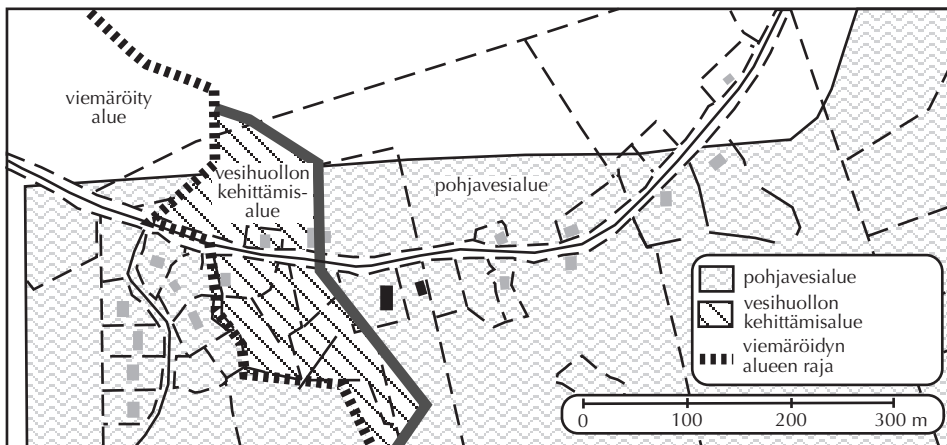 viemäröity
alue
vesihuollon
kehittämis-
alue
pohjavesialue
pohjavesialue
vesihuollon
kehittämisalue
viemäröidyn
alueen raja
0 100 200 300 m